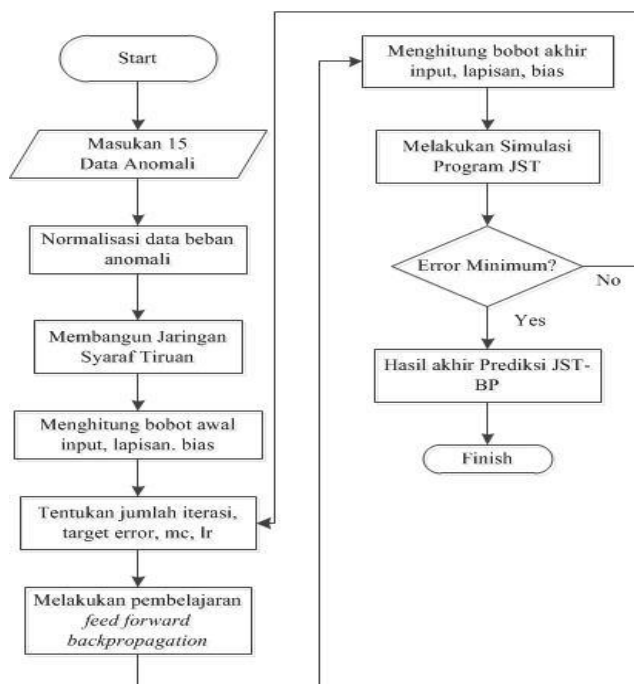 Start
Masukan 15
Data Anomali
Normalisasi data beban
anomali
Membangun Jaringan
Syaraf Tiruan
Menghitung bobot awal
input, lapisan. bias
Tentukan jumlah iterasi,
target error, mc, lr
Melakukan pembelajaran
feed forward
backpropagation
Menghitung bobot akhir
input, lapisan, bias
Melakukan Simulasi
Program JST
Error Minimum?
No
Yes
Hasil akhir Prediksi JST-
BP
Finish